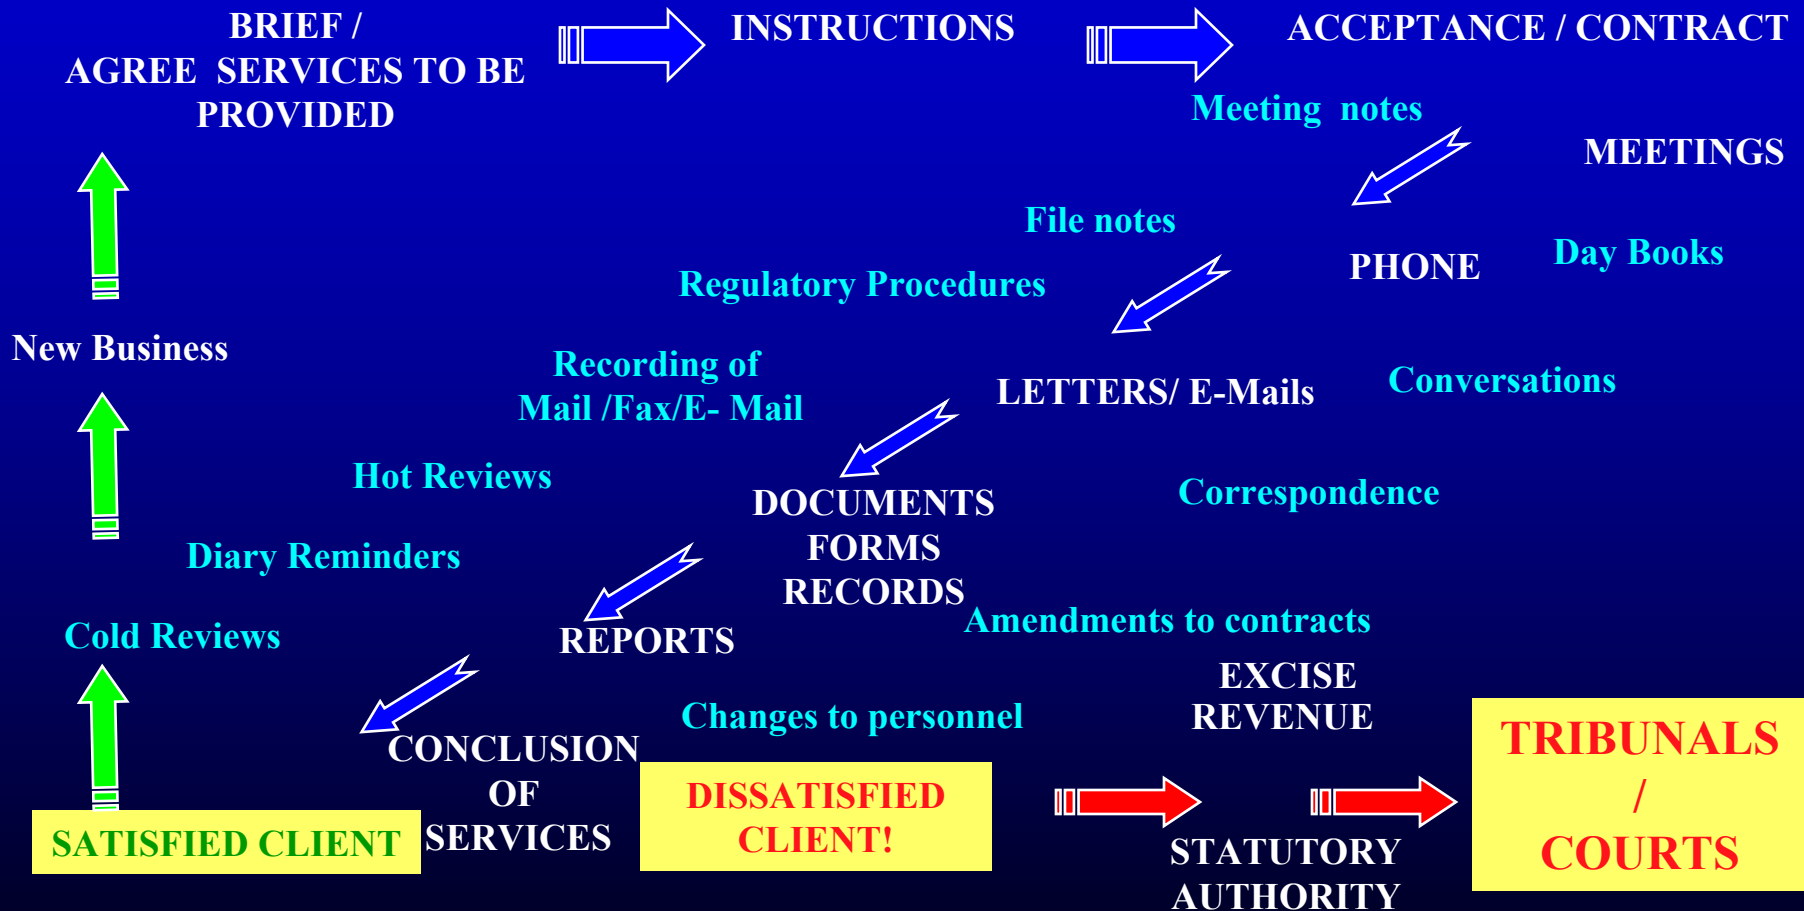 BRIEF /
AGREE SERVICES TO BE
PROVIDED
INSTRUCTIONS
ACCEPTANCE / CONTRACT
Meeting notes
MEETINGS
File notes
PHONE
Day Books
Regulatory Procedures
New Business
Recording of
Mail /Fax/E- Mail
LETTERS/ E-Mails
Conversations
Hot Reviews
DOCUMENTS
FORMS
RECORDS
Correspondence
Diary Reminders
Cold Reviews
REPORTS
Amendments to contracts
EXCISE
REVENUE
Changes to personnel
CONCLUSION
OF
SERVICES
SATISFIED CLIENT
DISSATISFIED
CLIENT!
STATUTORY
AUTHORITY
TRIBUNALS
/
COURTS